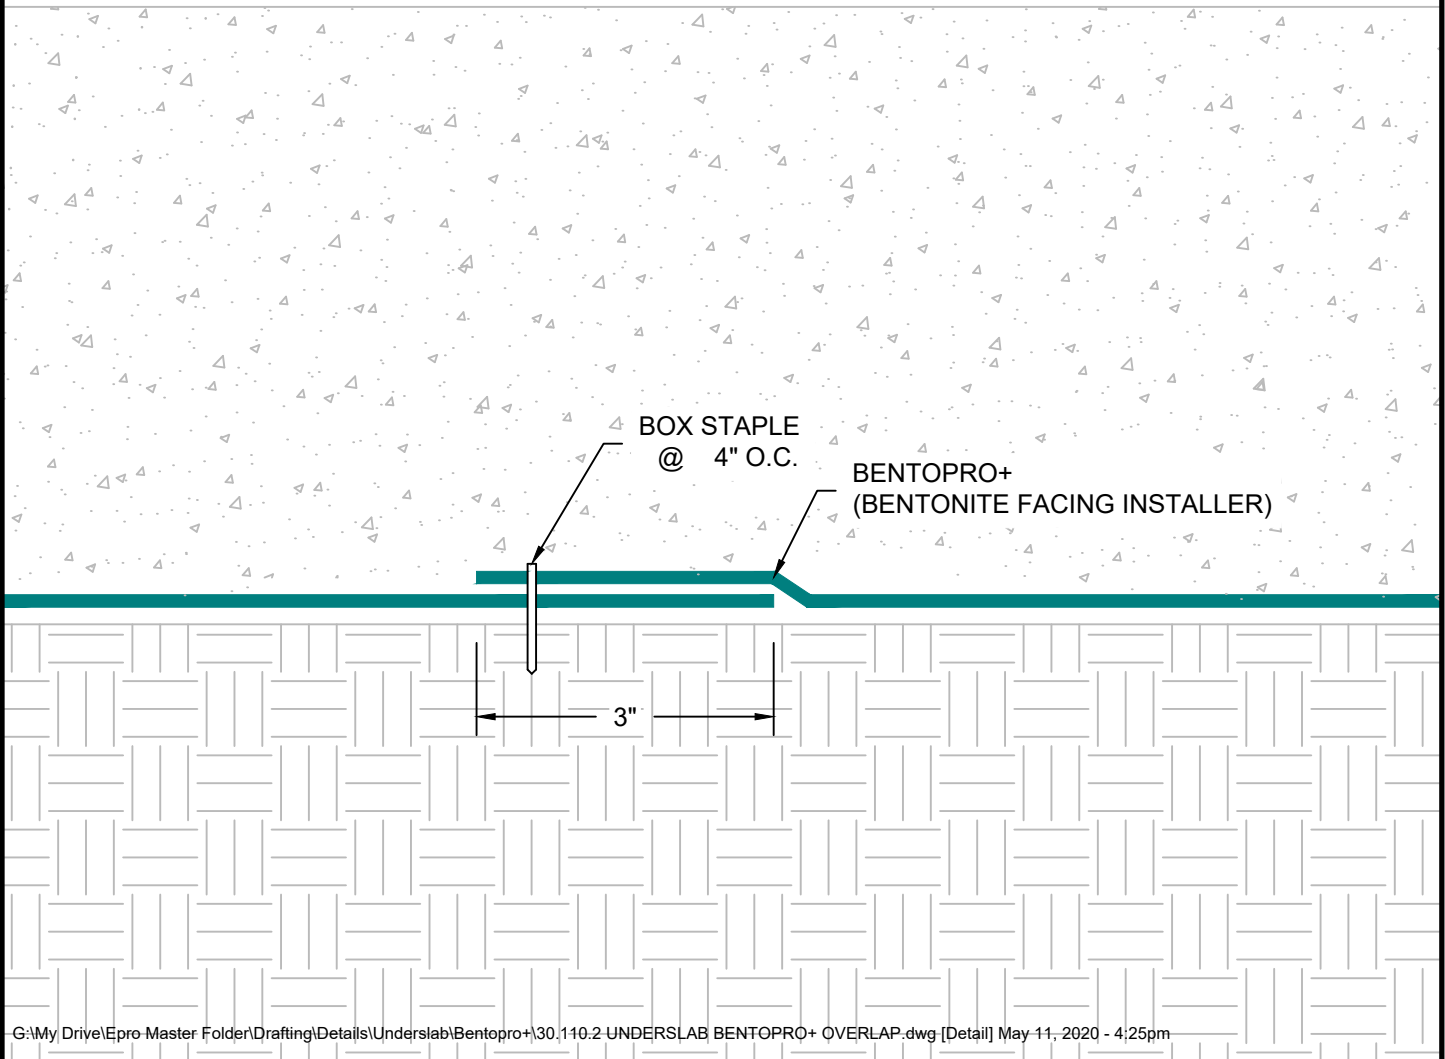 BOX STAPLE
@ 4" O.C.
BENTOPRO+
(BENTONITE FACING INSTALLER)
3"
G:\My Drive\Epro Master Folder\Drafting\Details\Underslab\Bentopro+\30.110.2 UNDERSLAB BENTOPRO+ OVERLAP.dwg [Detail] May 11, 2020 - 4:25pm